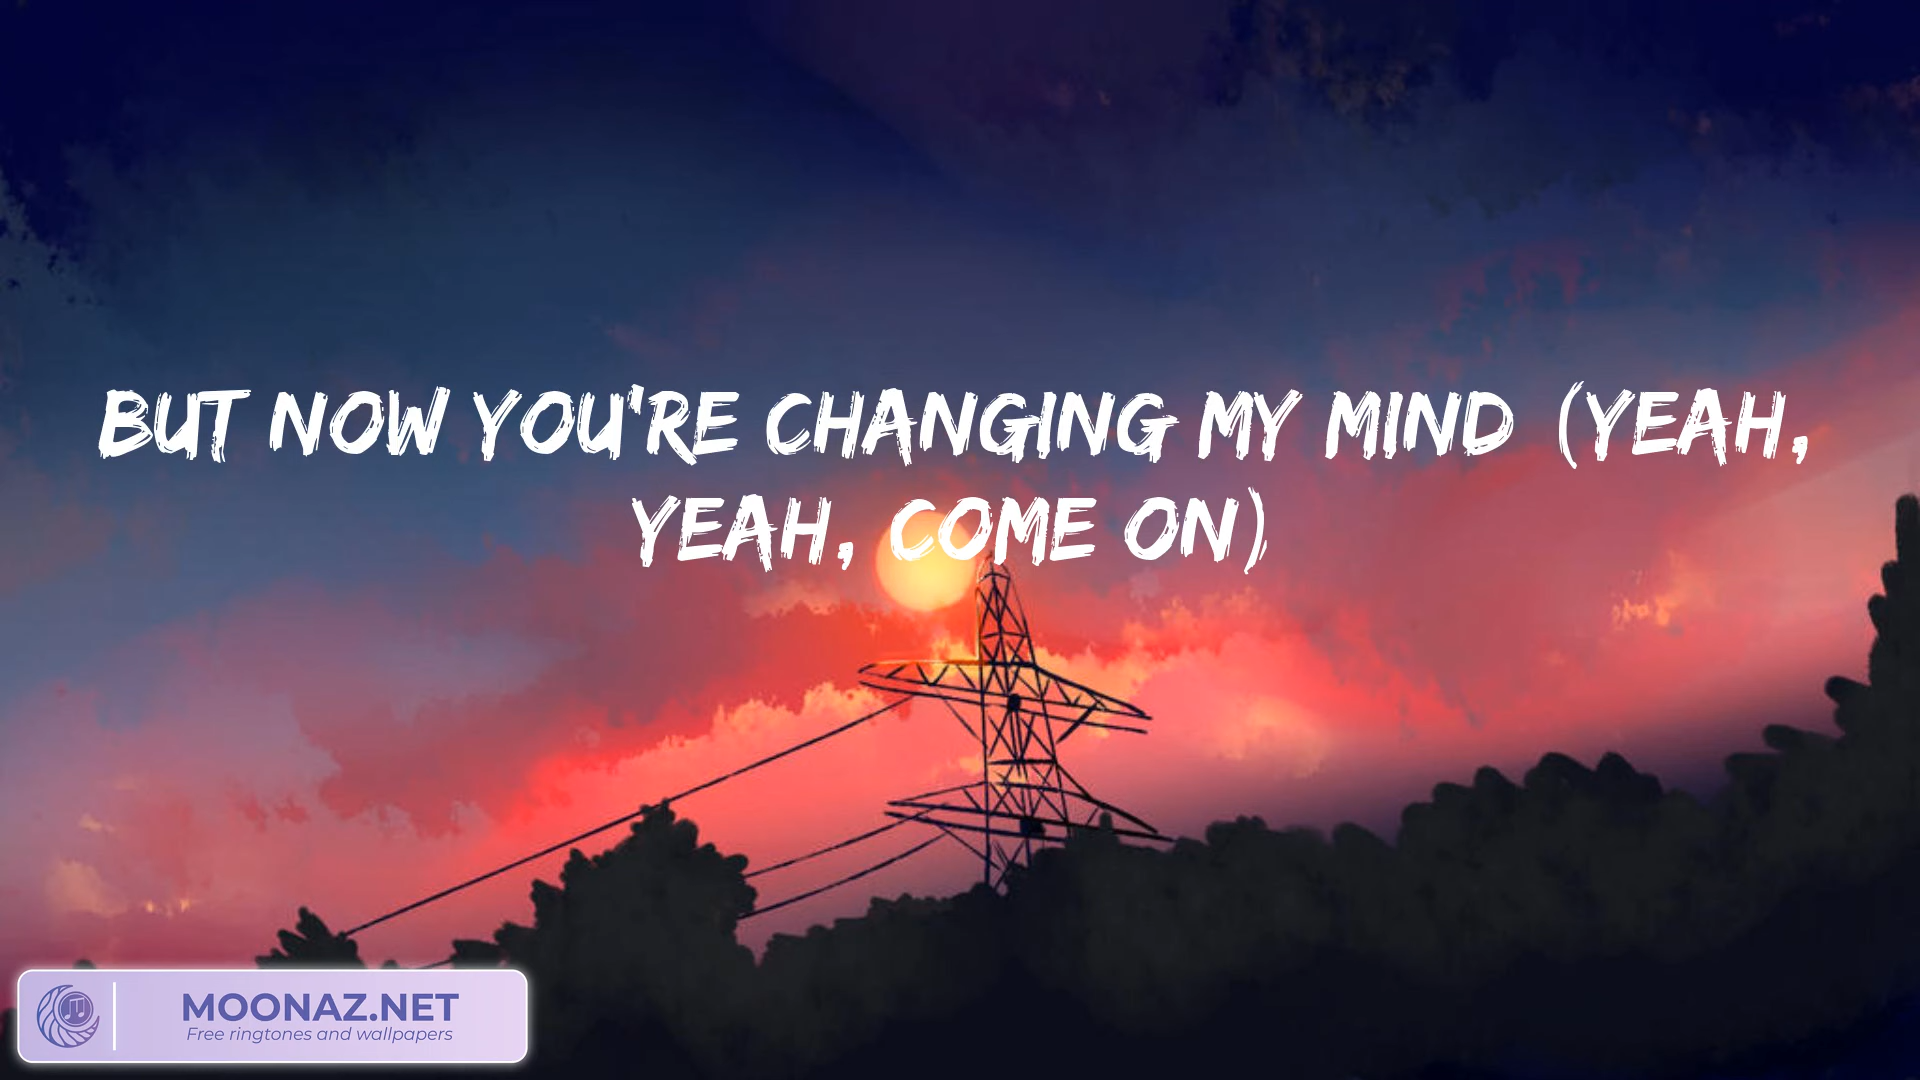 BUT NOW YOU'RE CHANGING MY MIND (YEAH,
YEAH, COME ON)
MOONAZ.NET
Free ringtones and wallpapers